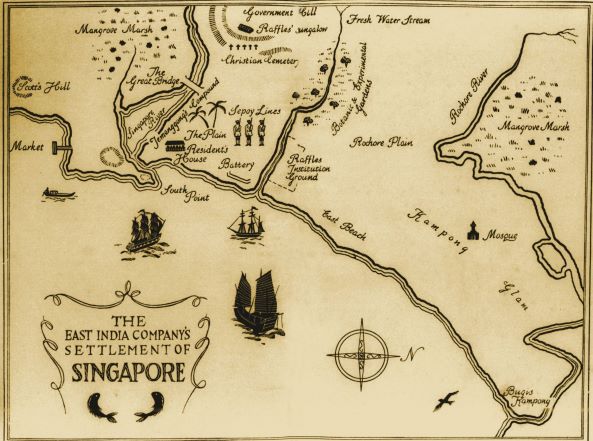 Government Hill
Raffles' Bungalow
Christian Cemetery
Fresh Water Stream
Mangrove Marsh
Scott's Hill
The
Great Bridge
Singapore
River
Temenggong's Compound
Sepoy Lines
The Plain
Resident's
House
Battery
Botanic & Experimental
Gardens
Raffles
Institution
Ground
Rochore Plain
Rochore River
Mangrove Marsh
Market
South
Point
East Beach
Kampong
Glam
Mosque
Bugis
Kampong
N
THE
EAST INDIA COMPANY'S
SETTLEMENT OF
SINGAPORE